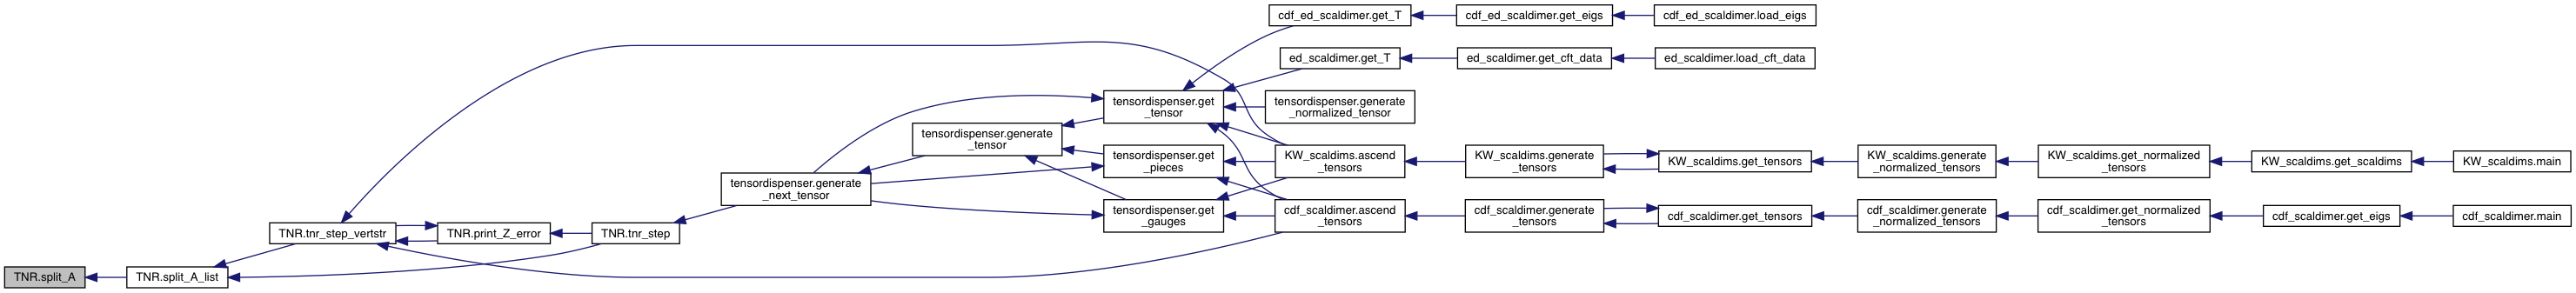 cdf_ed_scaldimer.get_T
cdf_ed_scaldimer.get_eigs
cdf_ed_scaldimer.load_eigs
ed_scaldimer.get_T
ed_scaldimer.get_cft_data
ed_scaldimer.load_cft_data
tensordispenser.get
_tensor
tensordispenser.generate
_normalized_tensor
tensordispenser.generate
_tensor
tensordispenser.get
_pieces
KW_scaldims.ascend
_tensors
KW_scaldims.generate
_tensors
KW_scaldims.get_tensors
KW_scaldims.generate
_normalized_tensors
KW_scaldims.get_normalized
_tensors
KW_scaldims.get_scaldims
KW_scaldims.main
tensordispenser.generate
_next_tensor
tensordispenser.get
_gauges
cdf_scaldimer.ascend
_tensors
cdf_scaldimer.generate
_tensors
cdf_scaldimer.get_tensors
cdf_scaldimer.generate
_normalized_tensors
cdf_scaldimer.get_normalized
_tensors
cdf_scaldimer.get_eigs
cdf_scaldimer.main
TNR.tnr_step_vertstr
TNR.print_Z_error
TNR.tnr_step
TNR.split_A
TNR.split_A_list